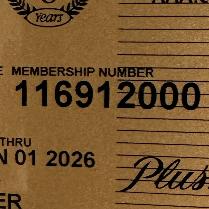 Years
MEMBERSHIP NUMBER
116912000
THRU
N 01 2026
Plus
ER